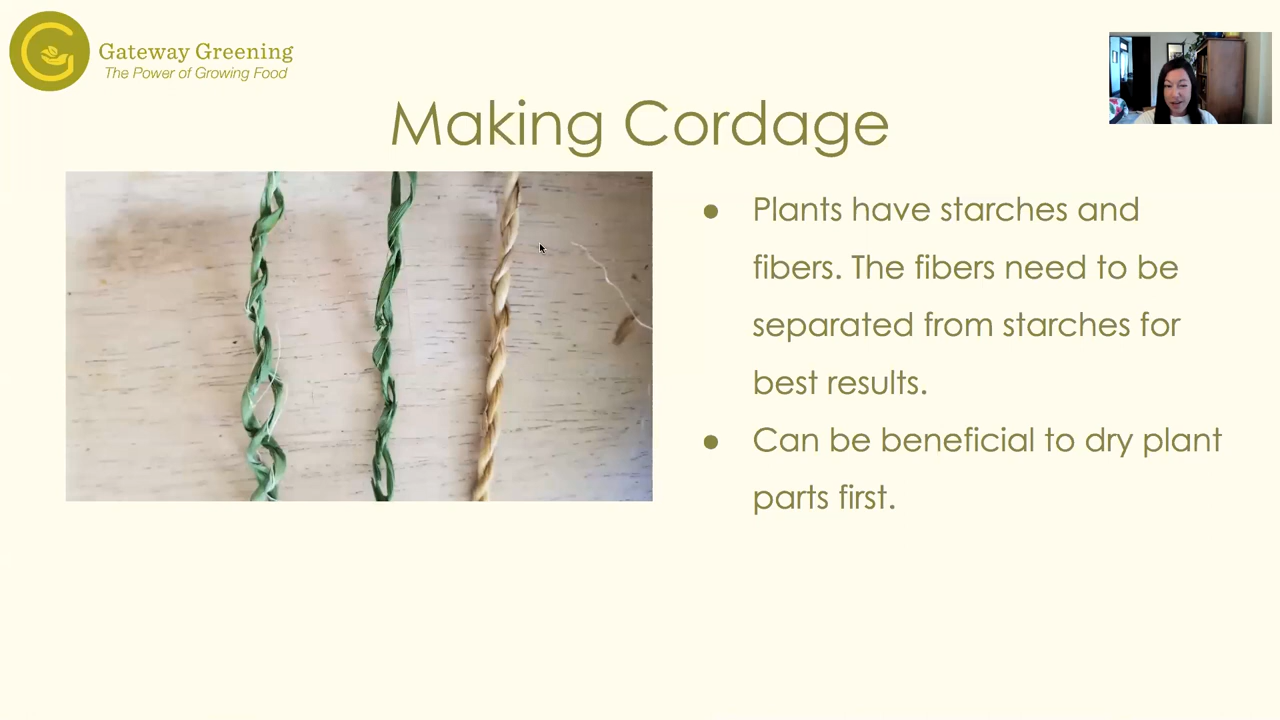 Gateway Greening
The Power of Growing Food
Making Cordage
● Plants have starches and
fibers. The fibers need to be
separated from starches for
best results.
● Can be beneficial to dry plant
parts first.